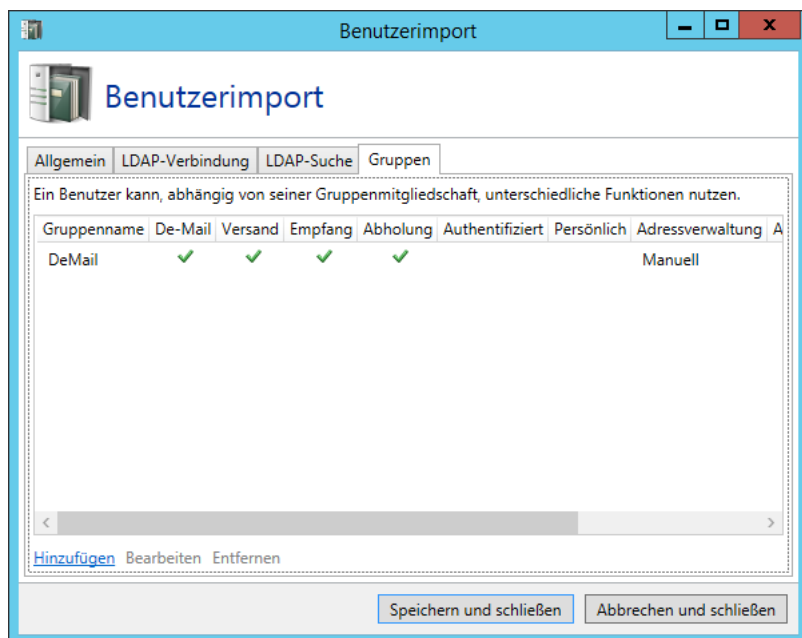 Benutzerimport
Benutzerimport
Allgemein LDAP-Verbindung LDAP-Suche Gruppen
Ein Benutzer kann, abhängig von seiner Gruppenmitgliedschaft, unterschiedliche Funktionen nutzen.
Gruppenname De-Mail Versand Empfang Abholung Authentifiziert Persönlich Adressverwaltung A
DeMail Manuell
Hinzufügen Bearbeiten Entfernen
Speichern und schließen Abbrechen und schließen